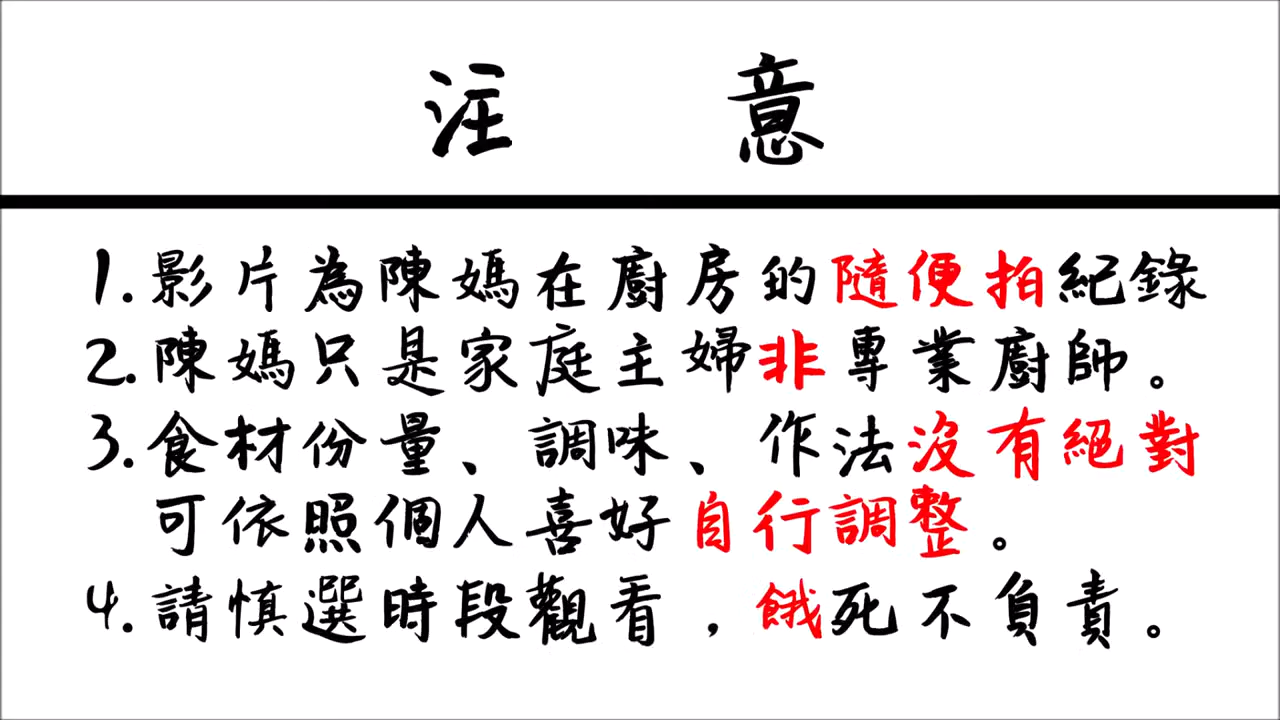 注 意
1.影片為陳媽在廚房的隨便拍紀錄
2.陳媽只是家庭主婦非專業廚師。
3.食材份量、調味、作法沒有絕對
可依照個人喜好自行調整。
4.請慎選時段觀看，餓死不負責。